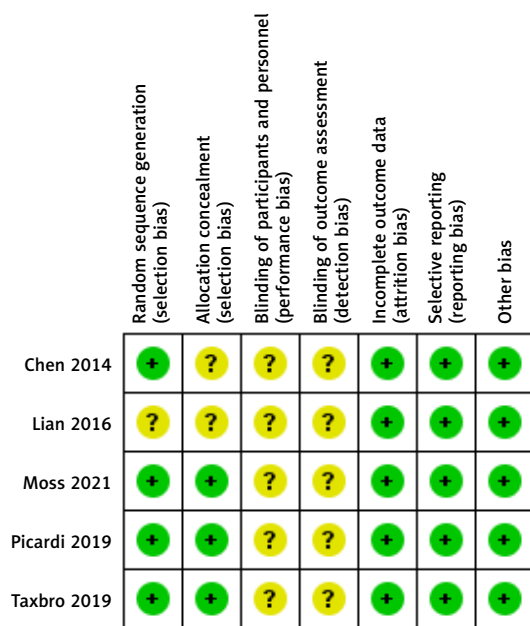 Random sequence generation
(selection bias)
Allocation concealment
(selection bias)
Blinding of participants and personnel
(performance bias)
Blinding of outcome assessment
(detection bias)
Incomplete outcome data
(attrition bias)
Selective reporting
(reporting bias)
Other bias
Chen 2014 + ? ? ? + + +
Lian 2016 ? ? ? ? + + +
Moss 2021 + + ? ? + + +
Picardi 2019 + + ? ? + + +
Taxbro 2019 + + ? ? + + +